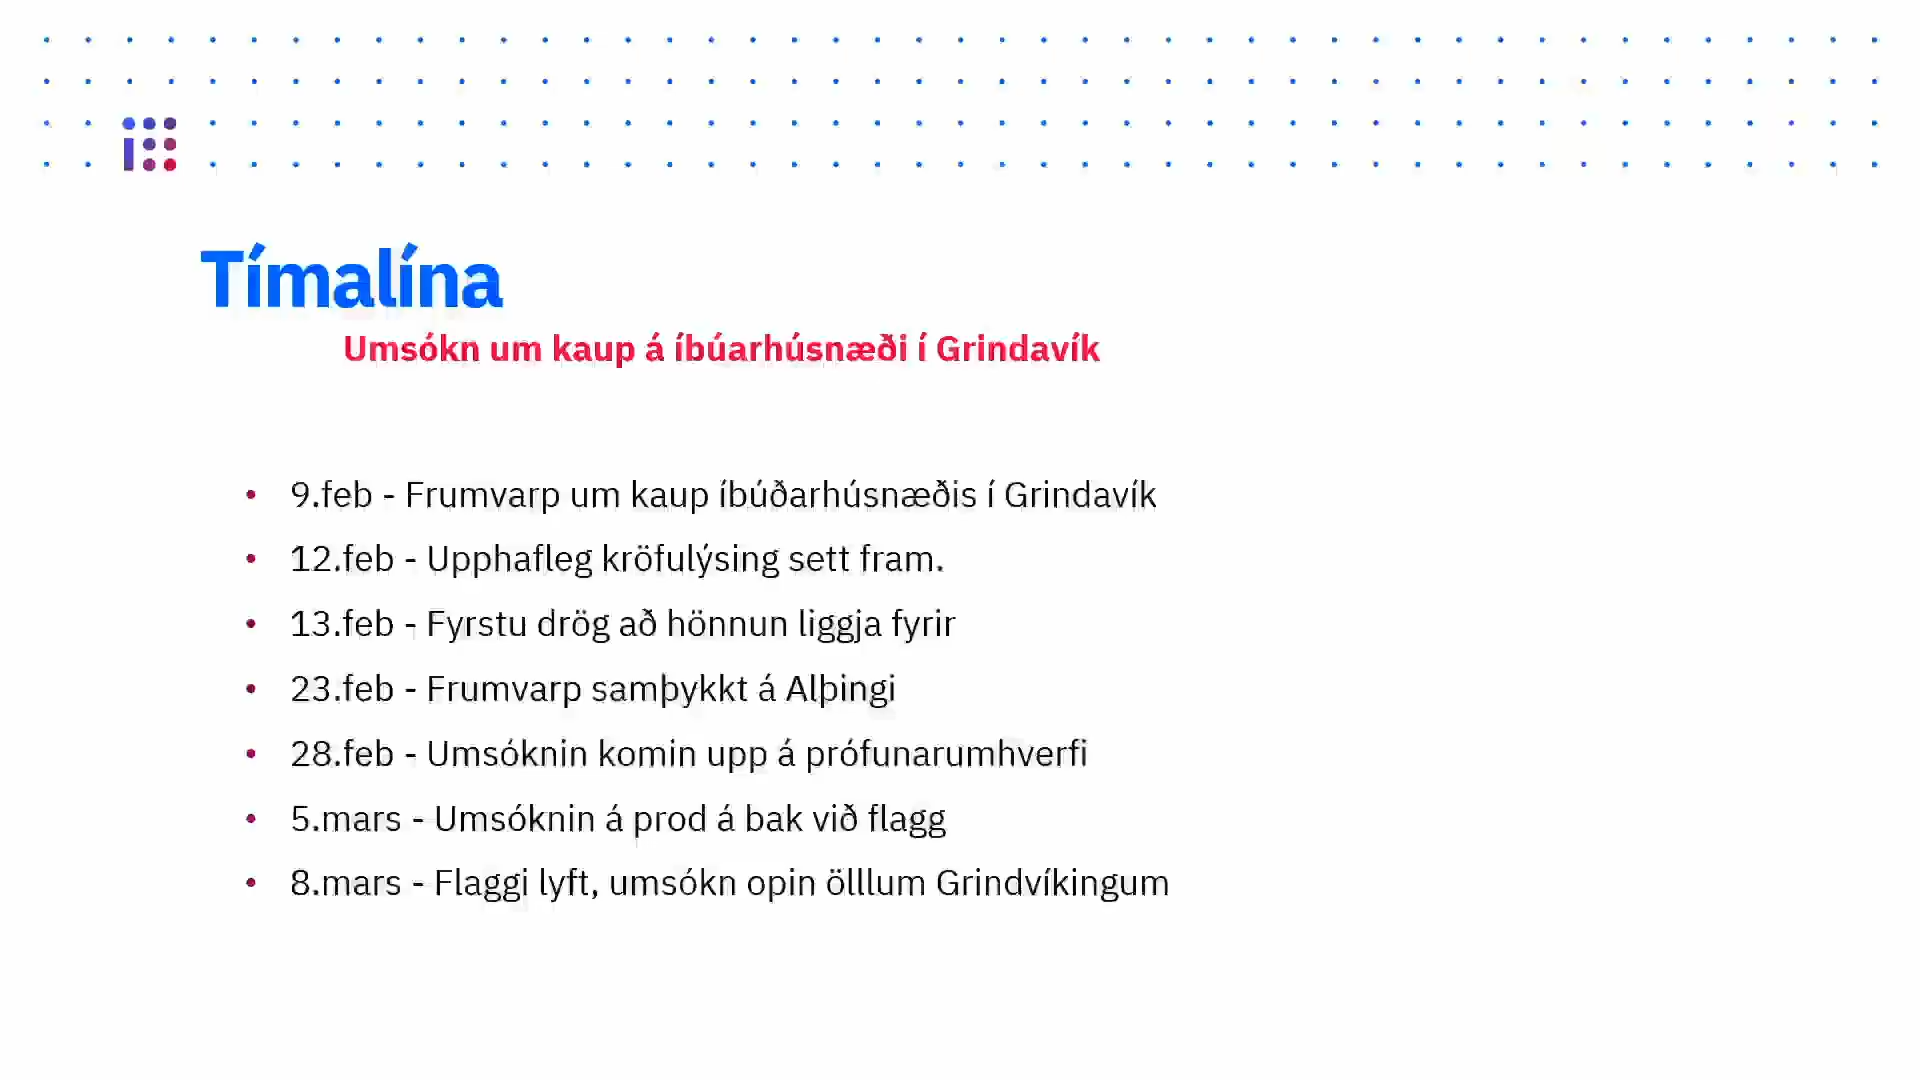 Tímalína
Umsókn um kaup á íbúarhúsnæði í Grindavík
• 9.feb - Frumvarp um kaup íbúðarhúsnæðis í Grindavík
• 12.feb - Upphafleg kröfulýsing sett fram.
• 13.feb - Fyrstu drög að hönnun liggja fyrir
• 23.feb - Frumvarp samþykkt á Alþingi
• 28.feb - Umsóknin komin upp á prófunarumhverfi
• 5.mars - Umsóknin á prod á bak við flagg
• 8.mars - Flaggi lyft, umsókn opin ölllum Grindvíkingum